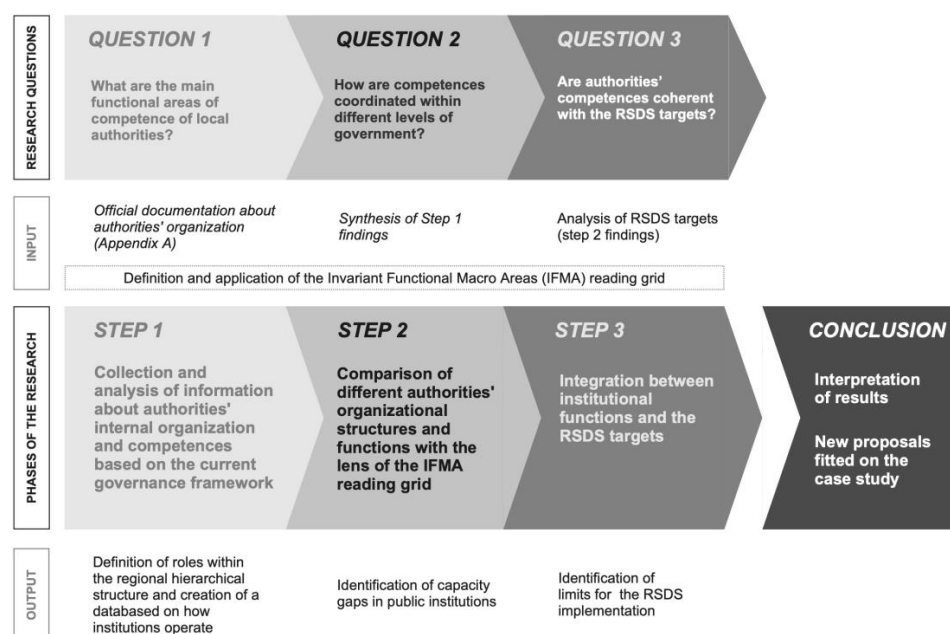 RESEARCH QUESTIONS
QUESTION 1
What are the main
functional areas of
competence of local
authorities?
QUESTION 2
How are competences
coordinated within
different levels of
government?
QUESTION 3
Are authorities'
competences coherent
with the RSDS targets?
INPUT
Official documentation about
authorities' organization
(Appendix A)
Synthesis of Step 1
findings
Analysis of RSDS targets
(step 2 findings)
Definition and application of the Invariant Functional Macro Areas (IFMA) reading grid
PHASES OF THE RESEARCH
STEP 1
Collection and
analysis of information
about authorities'
internal organization
and competences
based on the current
governance framework
STEP 2
Comparison of
different authorities'
organizational
structures and
functions with the
lens of the IFMA
reading grid
STEP 3
Integration between
institutional
functions and the
RSDS targets
CONCLUSION
Interpretation
of results
New proposals
fitted on the
case study
OUTPUT
Definition of roles within
the regional hierarchical
structure and creation of a
databased on how
institutions operate
Identification of capacity
gaps in public institutions
Identification of
limits for the RSDS
implementation